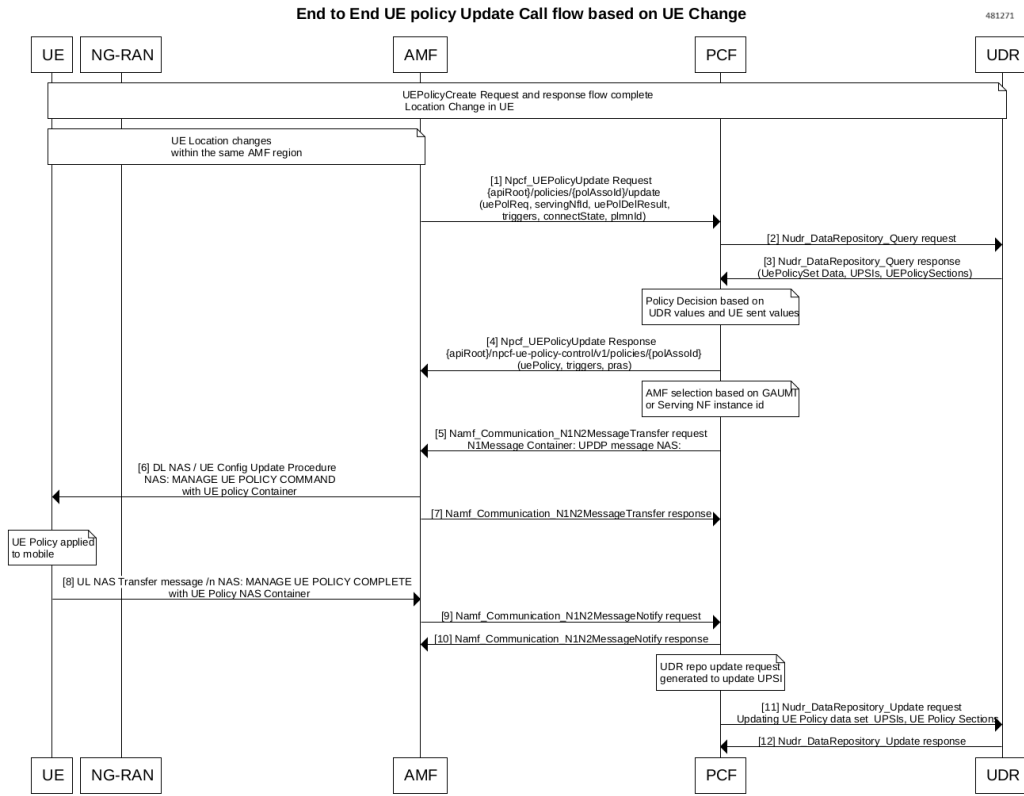 End to End UE policy Update Call flow based on UE Change
481271
UE
NG-RAN
AMF
PCF
UDR
UEPolicyCreate Request and response flow complete
Location Change in UE
UE Location changes
within the same AMF region
[1] Npcf_UEPolicyUpdate Request
{apiRoot}/policies/{polAssoId}/update
(uePolReq, servingNfId, uePolDelResult,
triggers, connectState, plmnId)
[2] Nudr_DataRepository_Query request
[3] Nudr_DataRepository_Query response
(UePolicySet Data, UPSIs, UEPolicySections)
Policy Decision based on
UDR values and UE sent values
[4] Npcf_UEPolicyUpdate Response
{apiRoot}/npcf-ue-policy-control/v1/policies/{polAssoId}
(uePolicy, triggers, pras)
AMF selection based on GAUMI
or Serving NF instance id
[5] Namf_Communication_N1N2MessageTransfer request
N1Message Container: UPDP message NAS:
[6] DL NAS / UE Config Update Procedure
NAS: MANAGE UE POLICY COMMAND
with UE policy Container
[7] Namf_Communication_N1N2MessageTransfer response
UE Policy applied
to mobile
[8] UL NAS Transfer message /n NAS: MANAGE UE POLICY COMPLETE
with UE Policy NAS Container
[9] Namf_Communication_N1N2MessageNotify request
[10] Namf_Communication_N1N2MessageNotify response
UDR repo update request
generated to update UPSI
[11] Nudr_DataRepository_Update request
Updating UE Policy data set UPSIs, UE Policy Sections
[12] Nudr_DataRepository_Update response
UE
NG-RAN
AMF
PCF
UDR